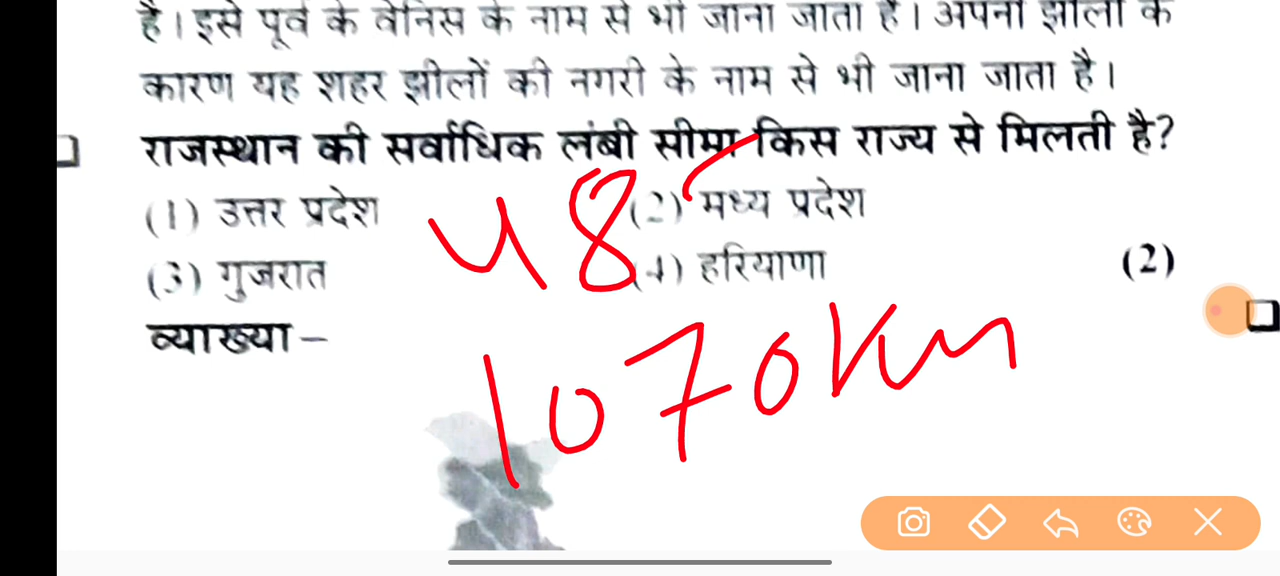 है। इसे पूर्व के वेनिस के नाम से भी जाना जाता है। अपनी झीलों के
कारण यह शहर झीलों की नगरी के नाम से भी जाना जाता है।
राजस्थान की सर्वाधिक लंबी सीमा किस राज्य से मिलती है?
(1) उत्तर प्रदेश
(2) मध्य प्रदेश
(3) गुजरात
(4) हरियाणा
(2)
48
व्याख्या –
1070km